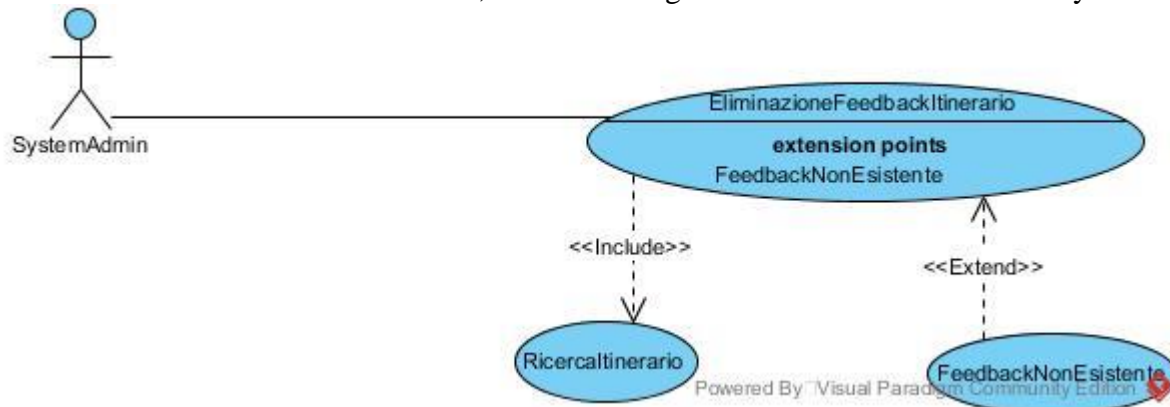 SystemAdmin
EliminazioneFeedbackItinerario
extension points
FeedbackNonEsistente
<<Include>>
<<Extend>>
RicercaItinerario
FeedbackNonEsistente
Powered By Visual Paradigm Community Edition